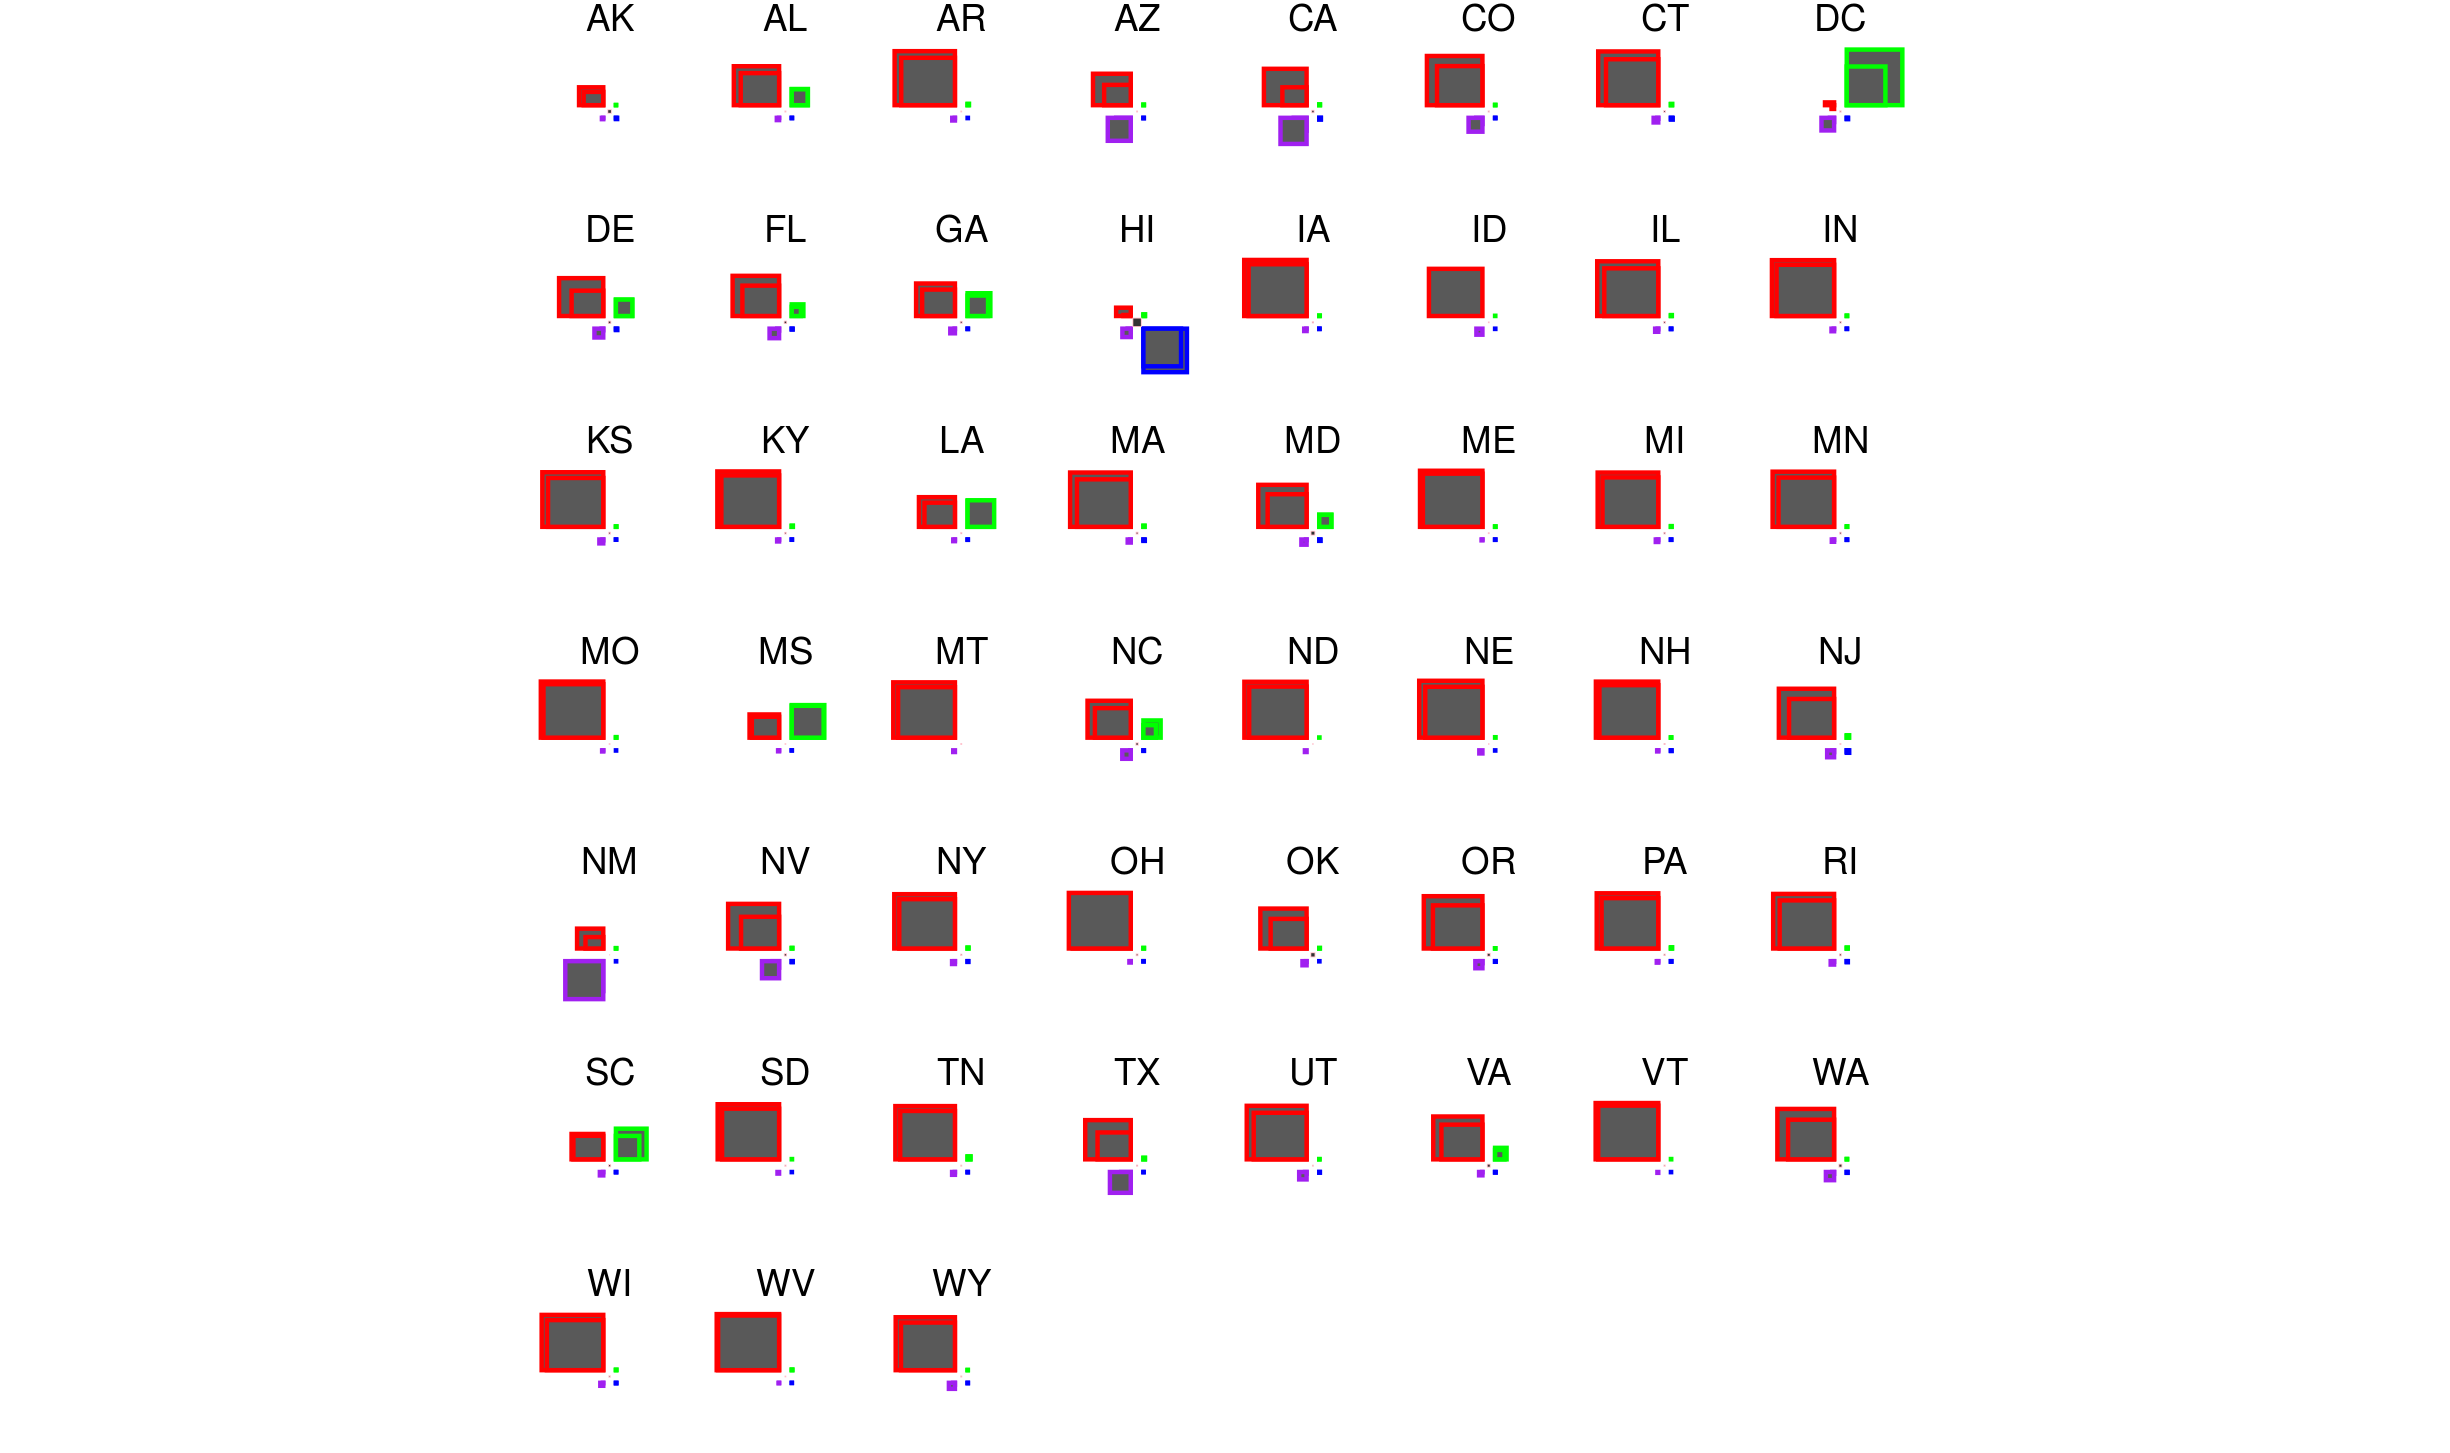 AK AL AR AZ CA CO CT DC
DE FL GA HI IA ID IL IN
KS KY LA MA MD ME MI MN
MO MS MT NC ND NE NH NJ
NM NV NY OH OK OR PA RI
SC SD TN TX UT VA VT WA
WI WV WY